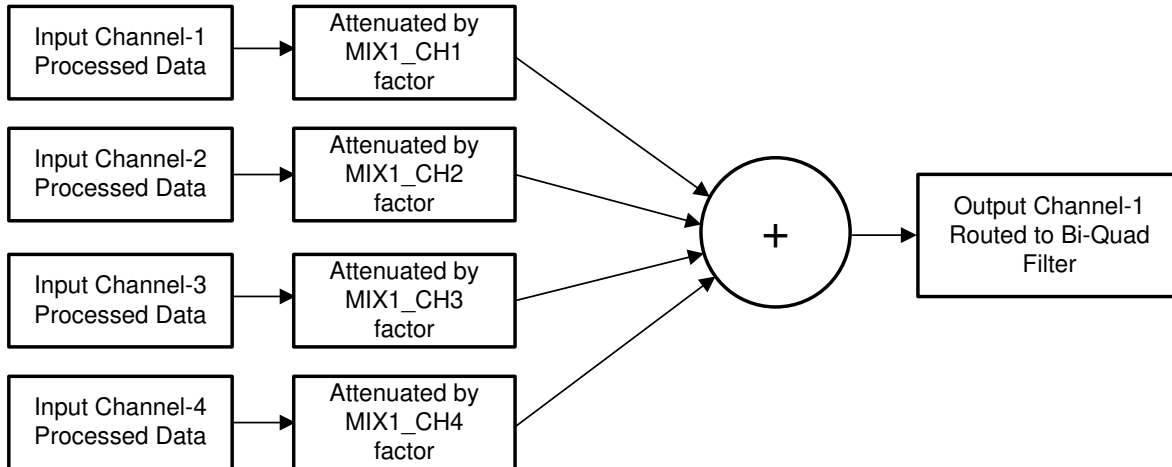 Input Channel-1
Processed Data
Attenuated by
MIX1_CH1
factor
Input Channel-2
Processed Data
Attenuated by
MIX1_CH2
factor
Input Channel-3
Processed Data
Attenuated by
MIX1_CH3
factor
Input Channel-4
Processed Data
Attenuated by
MIX1_CH4
factor
+
Output Channel-1
Routed to Bi-Quad
Filter